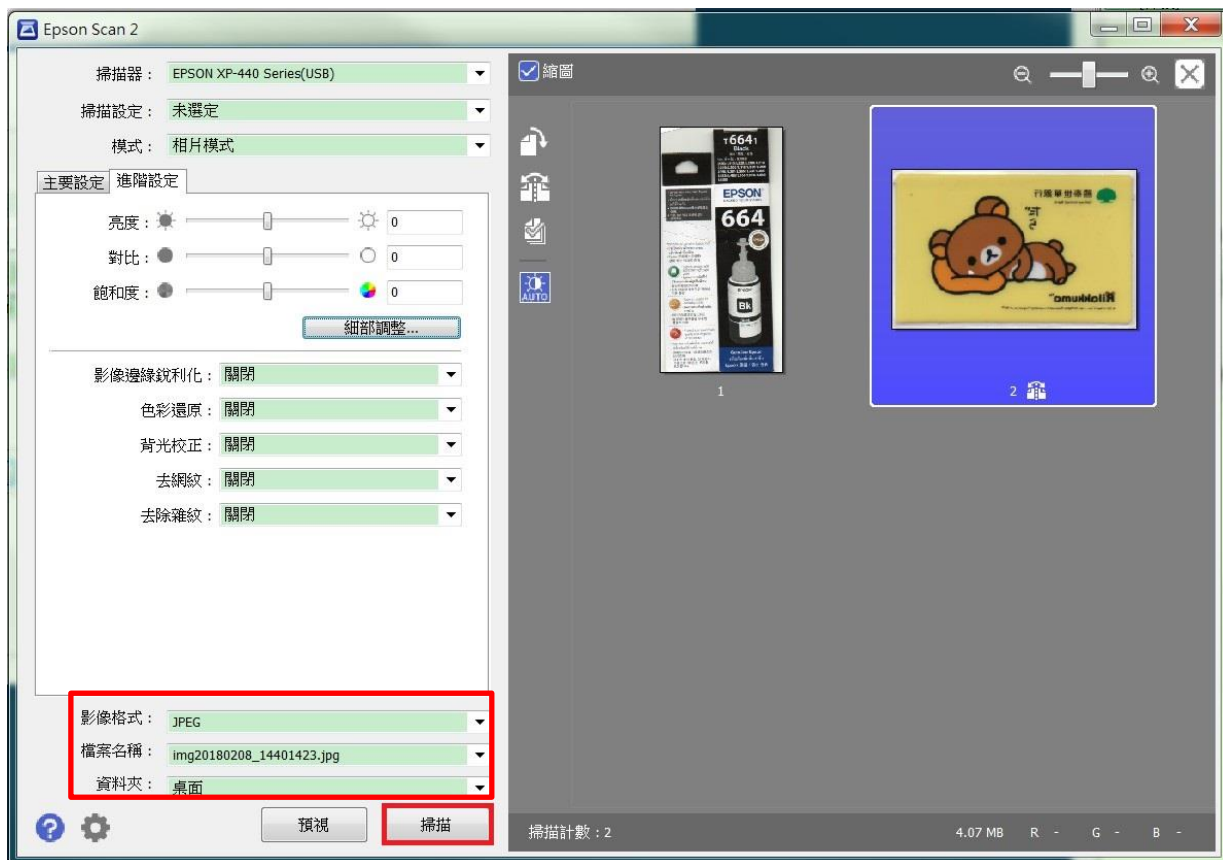 Epson Scan 2
掃描器： EPSON XP-440 Series(USB)
掃描設定： 未選定
模式： 相片模式
主要設定 進階設定
亮度： 0
對比： 0
飽和度： 0
細部調整...
影像邊緣銳利化： 關閉
色彩還原： 關閉
背光校正： 關閉
去網紋： 關閉
去除雜紋： 關閉
影像格式： JPEG
檔案名稱： img20180208_14401423.jpg
資料夾： 桌面
預視 掃描
縮圖
AUTO
T6641
Black
EPSON
664
Bk
1
Rilakkuma
2
掃描計數：2 4.07 MB R - G - B -